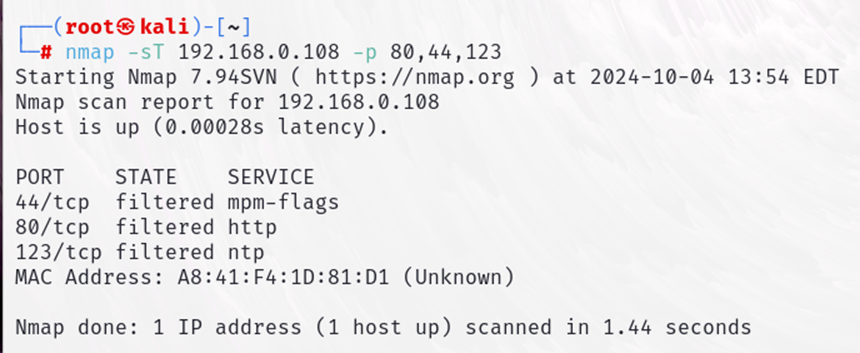 ┌──(root㉿kali)-[~]
└─# nmap -sT 192.168.0.108 -p 80,44,123
Starting Nmap 7.94SVN ( https://nmap.org ) at 2024-10-04 13:54 EDT
Nmap scan report for 192.168.0.108
Host is up (0.00028s latency).

PORT    STATE    SERVICE
44/tcp  filtered mpm-flags
80/tcp  filtered http
123/tcp filtered ntp
MAC Address: A8:41:F4:1D:81:D1 (Unknown)

Nmap done: 1 IP address (1 host up) scanned in 1.44 seconds